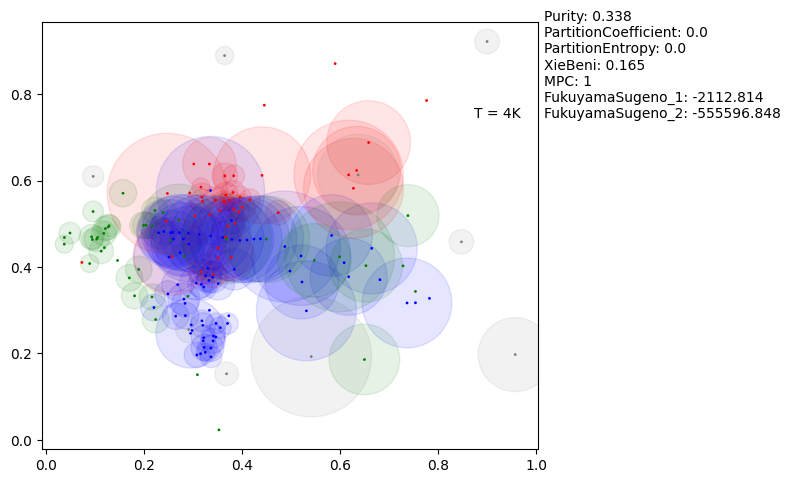 Purity: 0.338
PartitionCoefficient: 0.0
PartitionEntropy: 0.0
XieBeni: 0.165
MPC: 1
FukuyamaSugeno_1: -2112.814
FukuyamaSugeno_2: -555596.848
T = 4K
0.8
0.6
0.4
0.2
0.0
0.0 0.2 0.4 0.6 0.8 1.0